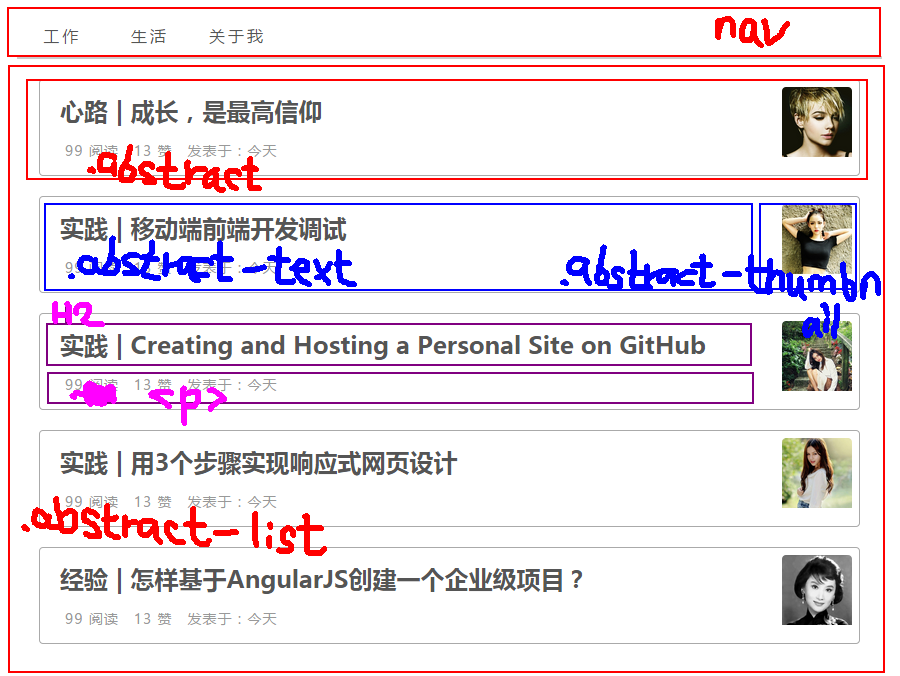 工作 生活 关于我 nav
心路 | 成长，是最高信仰
99 阅读 13 赞 发表于：今天
.abstract
实践 | 移动端前端开发调试
99
.abstract-text .abstract-thumbn
ail
H2
实践 | Creating and Hosting a Personal Site on GitHub
99 阅读 13 赞 发表于：今天
<p>
实践 | 用3个步骤实现响应式网页设计
99 阅读 13 赞 发表于：今天
.abstract-list
经验 | 怎样基于AngularJS创建一个企业级项目？
99 阅读 13 赞 发表于：今天